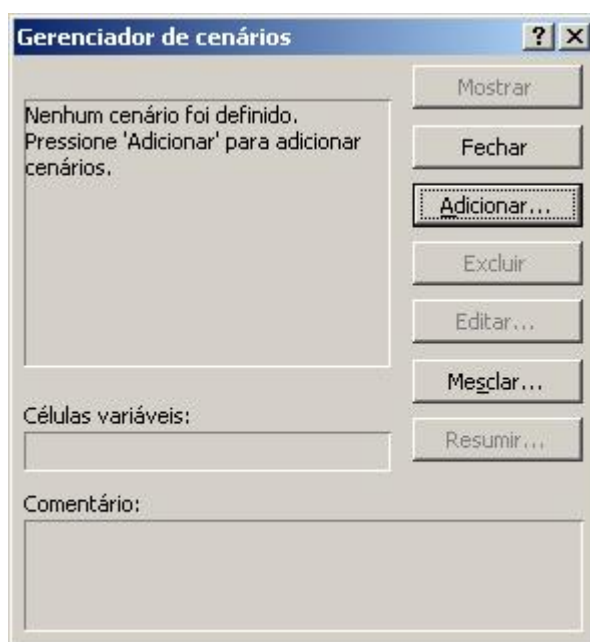 Gerenciador de cenários
Nenhum cenário foi definido.
Pressione 'Adicionar' para adicionar
cenários.
Mostrar
Fechar
Adicionar...
Excluir
Editar...
Mesclar...
Resumir...
Células variáveis:
Comentário: